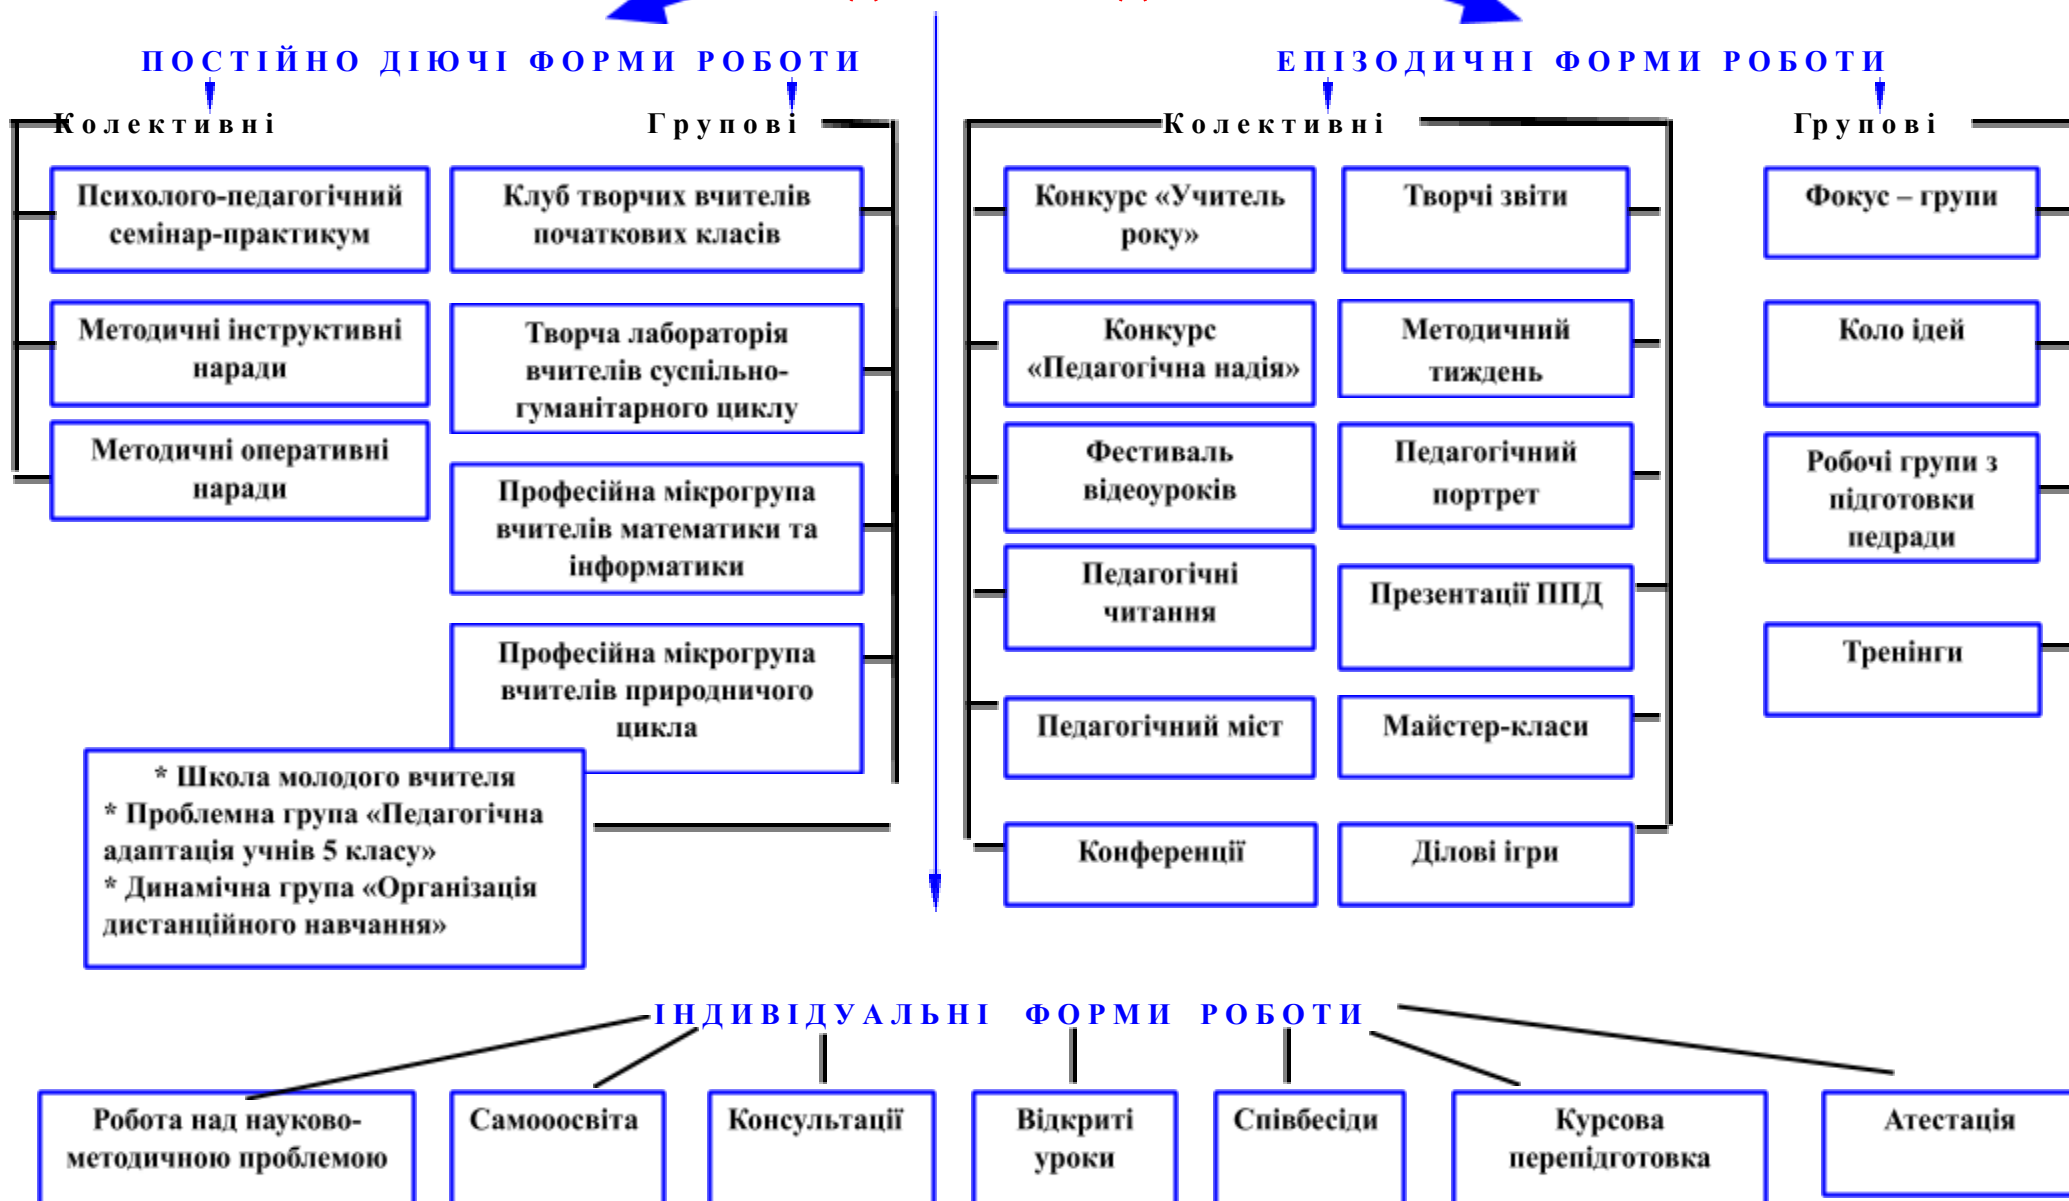 ПОСТІЙНО ДІЮЧІ ФОРМИ РОБОТИ
ЕПІЗОДИЧНІ ФОРМИ РОБОТИ
Колективні
Групові
Колективні
Групові
Психолого-педагогічний
семінар-практикум
Методичні інструктивні
наради
Методичні оперативні
наради
Клуб творчих вчителів
початкових класів
Творча лабораторія
вчителів суспільно-
гуманітарного циклу
Професійна мікрогрупа
вчителів математики та
інформатики
Професійна мікрогрупа
вчителів природничого
цикла
* Школа молодого вчителя
* Проблемна група «Педагогічна
адаптація учнів 5 класу»
* Динамічна група «Організація
дистанційного навчання»
Конкурс «Учитель
року»
Конкурс
«Педагогічна надія»
Фестиваль
відеоуроків
Педагогічні
читання
Педагогічний міст
Конференції
Творчі звіти
Методичний
тиждень
Педагогічний
портрет
Презентації ППД
Майстер-класи
Ділові ігри
Фокус – групи
Коло ідей
Робочі групи з
підготовки
педради
Тренінги
ІНДИВІДУАЛЬНІ ФОРМИ РОБОТИ
Робота над науково-
методичною проблемою
Самооосвіта
Консультації
Відкриті
уроки
Співбесіди
Курсова
перепідготовка
Атестація